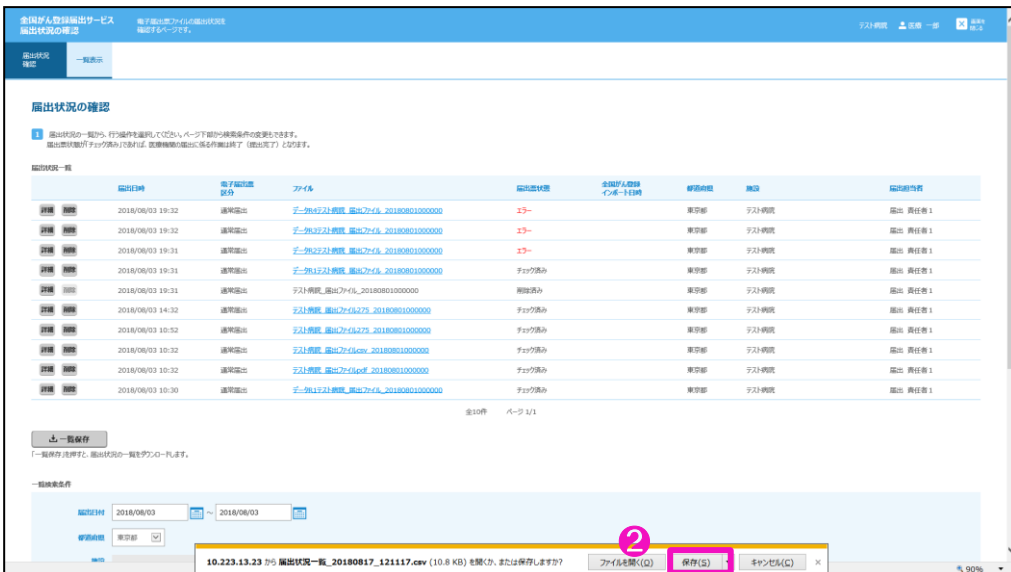 全国がん登録届出サービス
届出状況の確認
電子届出票ファイルの届出状況を
確認するページです。
テスト病院 医療 一郎 画面を
閉じる
届出状況
確認
一覧表示
届出状況の確認
1 届出状況の一覧から、行う操作を選択してください。ページ下部から検索条件の変更もできます。
届出票状態が「チェック済み」であれば、医療機関の届出に係る作業は終了(提出完了)となります。
届出状況一覧
届出日時 電子届出票
区分 ファイル 届出票状態 全国がん登録
インポート日時 都道府県 施設 届出担当者
詳細 削除 2018/08/03 19:32 通常届出 データR4テスト病院_届出ファイル_20180801000000 エラー 東京都 テスト病院 届出 責任者1
詳細 削除 2018/08/03 19:32 通常届出 データR3テスト病院_届出ファイル_20180801000000 エラー 東京都 テスト病院 届出 責任者1
詳細 削除 2018/08/03 19:31 通常届出 データR2テスト病院_届出ファイル_20180801000000 エラー 東京都 テスト病院 届出 責任者1
詳細 削除 2018/08/03 19:31 通常届出 データR1テスト病院_届出ファイル_20180801000000 チェック済み 東京都 テスト病院 届出 責任者1
詳細 削除 2018/08/03 19:31 通常届出 テスト病院_届出ファイル_20180801000000 削除済み 東京都 テスト病院 届出 責任者1
詳細 削除 2018/08/03 14:32 通常届出 テスト病院_届出ファイル275_20180801000000 チェック済み 東京都 テスト病院 届出 責任者1
詳細 削除 2018/08/03 10:52 通常届出 テスト病院_届出ファイル275_20180801000000 チェック済み 東京都 テスト病院 届出 責任者1
詳細 削除 2018/08/03 10:32 通常届出 テスト病院_届出ファイルcsv_20180801000000 チェック済み 東京都 テスト病院 届出 責任者1
詳細 削除 2018/08/03 10:32 通常届出 テスト病院_届出ファイルpdf_20180801000000 チェック済み 東京都 テスト病院 届出 責任者1
詳細 削除 2018/08/03 10:30 通常届出 データR1テスト病院_届出ファイル_20180801000000 チェック済み 東京都 テスト病院 届出 責任者1
全10件 ページ 1/1
一覧保存
「一覧保存」を押すと、届出状況の一覧をダウンロードします。
一覧検索条件
届出日付 2018/08/03 ~ 2018/08/03
都道府県 東京都
2
10.223.13.23 から 届出状況一覧_20180817_121117.csv (10.8 KB) を開くか、または保存しますか? ファイルを開く(O) 保存(S) キャンセル(C) ×
90%